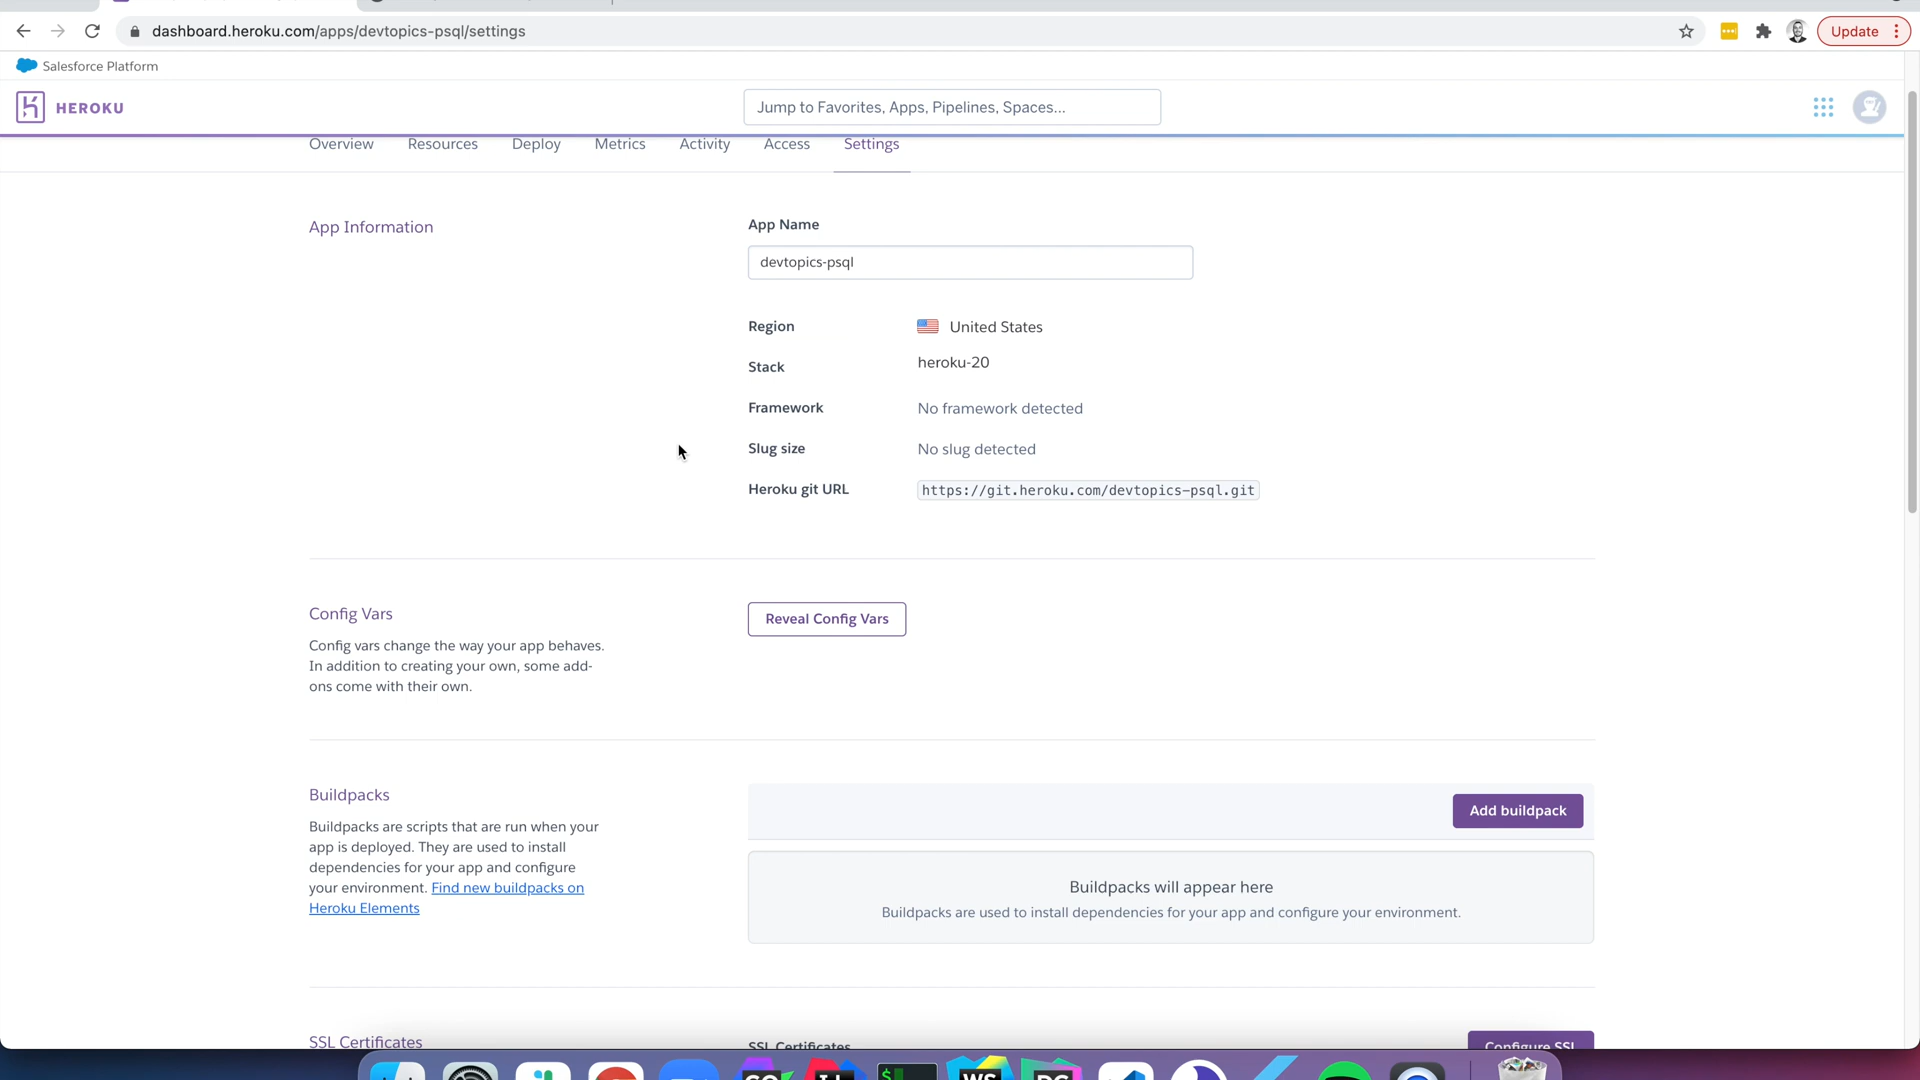 dashboard.heroku.com/apps/devtopics-psql/settings
Update
Salesforce Platform
HEROKU
Jump to Favorites, Apps, Pipelines, Spaces...
Overview
Resources
Deploy
Metrics
Activity
Access
Settings
App Information
App Name
devtopics-psql
Region
United States
Stack
heroku-20
Framework
No framework detected
Slug size
No slug detected
Heroku git URL
https://git.heroku.com/devtopics-psql.git
Config Vars
Reveal Config Vars
Config vars change the way your app behaves.
In addition to creating your own, some add-
ons come with their own.
Buildpacks
Add buildpack
Buildpacks are scripts that are run when your
app is deployed. They are used to install
dependencies for your app and configure
your environment. Find new buildpacks on
Heroku Elements
Buildpacks will appear here
Buildpacks are used to install dependencies for your app and configure your environment.
SSL Certificates
SSL Certificates
Configure SSL
WS